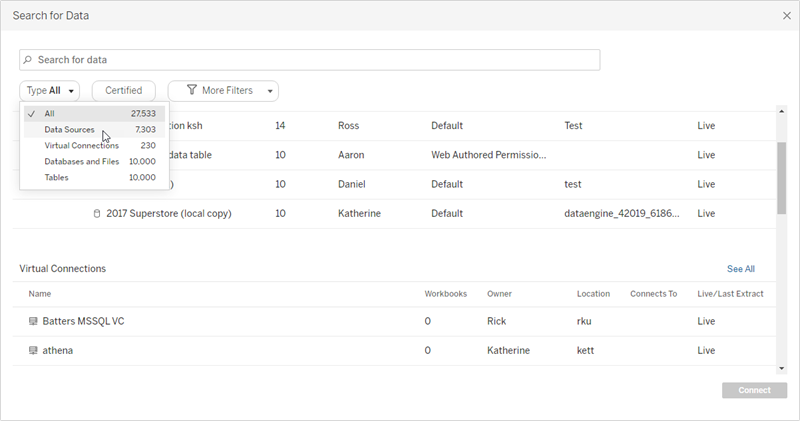 Search for Data
Search for data
Type All Certified More Filters
All 27,533
Data Sources 7,303
Virtual Connections 230
Databases and Files 10,000
Tables 10,000
ksh 14 Ross Default Test Live
data table 10 Aaron Web Authored Permissio... Live
) 10 Daniel Default test Live
2017 Superstore (local copy) 10 Katherine Default dataengine_42019_6186... Live
Virtual Connections See All
Name Workbooks Owner Location Connects To Live/Last Extract
Batters MSSQL VC 0 Rick rku Live
athena 0 Katherine kett Live
Connect